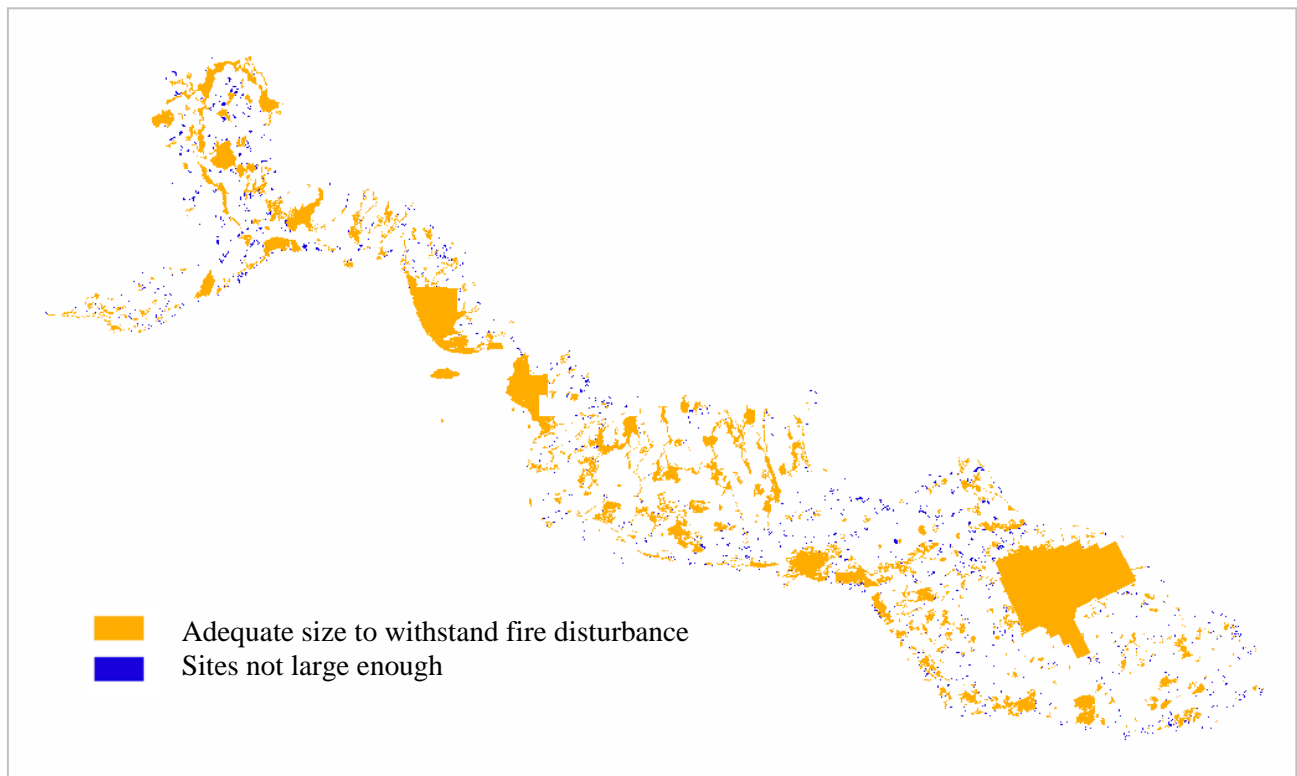 Adequate size to withstand fire disturbance
Sites not large enough